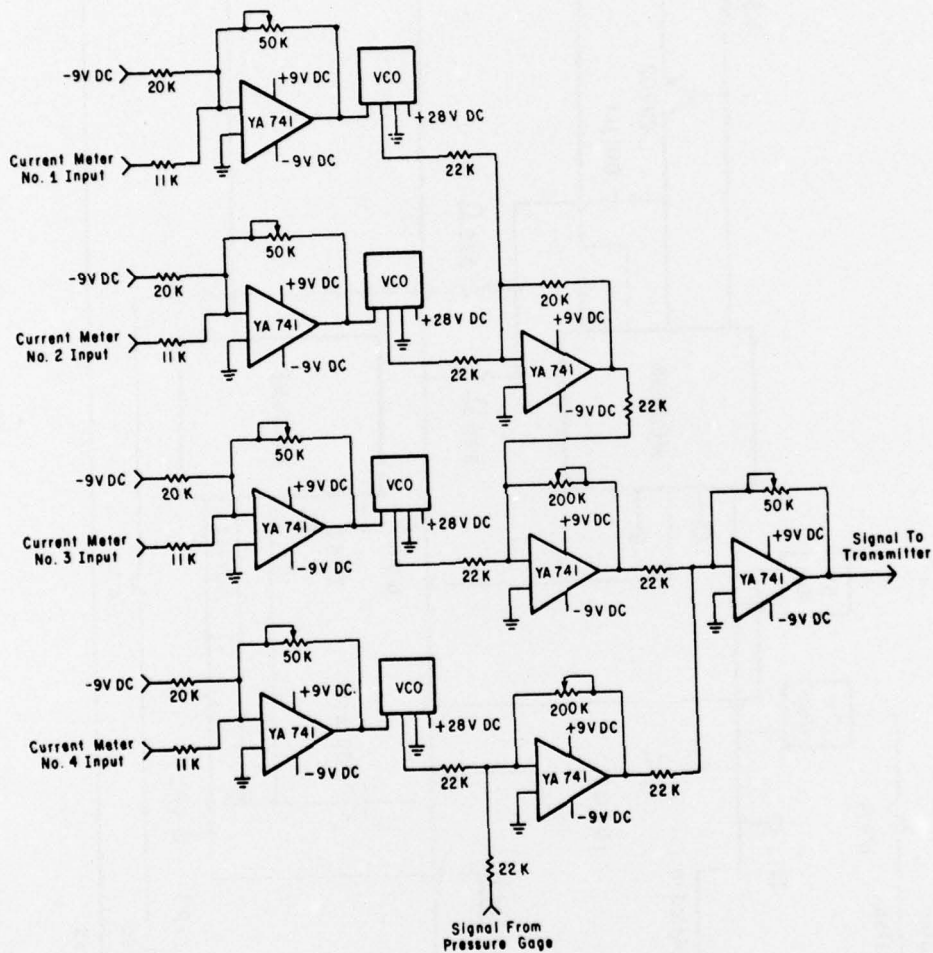 50K
-9V DC
20K
+9V DC
YA 741
-9V DC
VCO
+28V DC
Current Meter
No. 1 Input
11K
22K
50K
-9V DC
20K
+9V DC
YA 741
-9V DC
VCO
+28V DC
Current Meter
No. 2 Input
11K
22K
20K
+9V DC
YA 741
-9V DC
22K
50K
-9V DC
20K
+9V DC
YA 741
-9V DC
VCO
+28V DC
Current Meter
No. 3 Input
11K
22K
200K
+9V DC
YA 741
-9V DC
22K
50K
+9V DC
YA 741
-9V DC
Signal To
Transmitter
50K
-9V DC
20K
+9V DC.
YA 741
-9V DC
VCO
+28V DC
Current Meter
No. 4 Input
11K
22K
200K
+9V DC
YA 741
-9V DC
22K
22K
Signal From
Pressure Gage